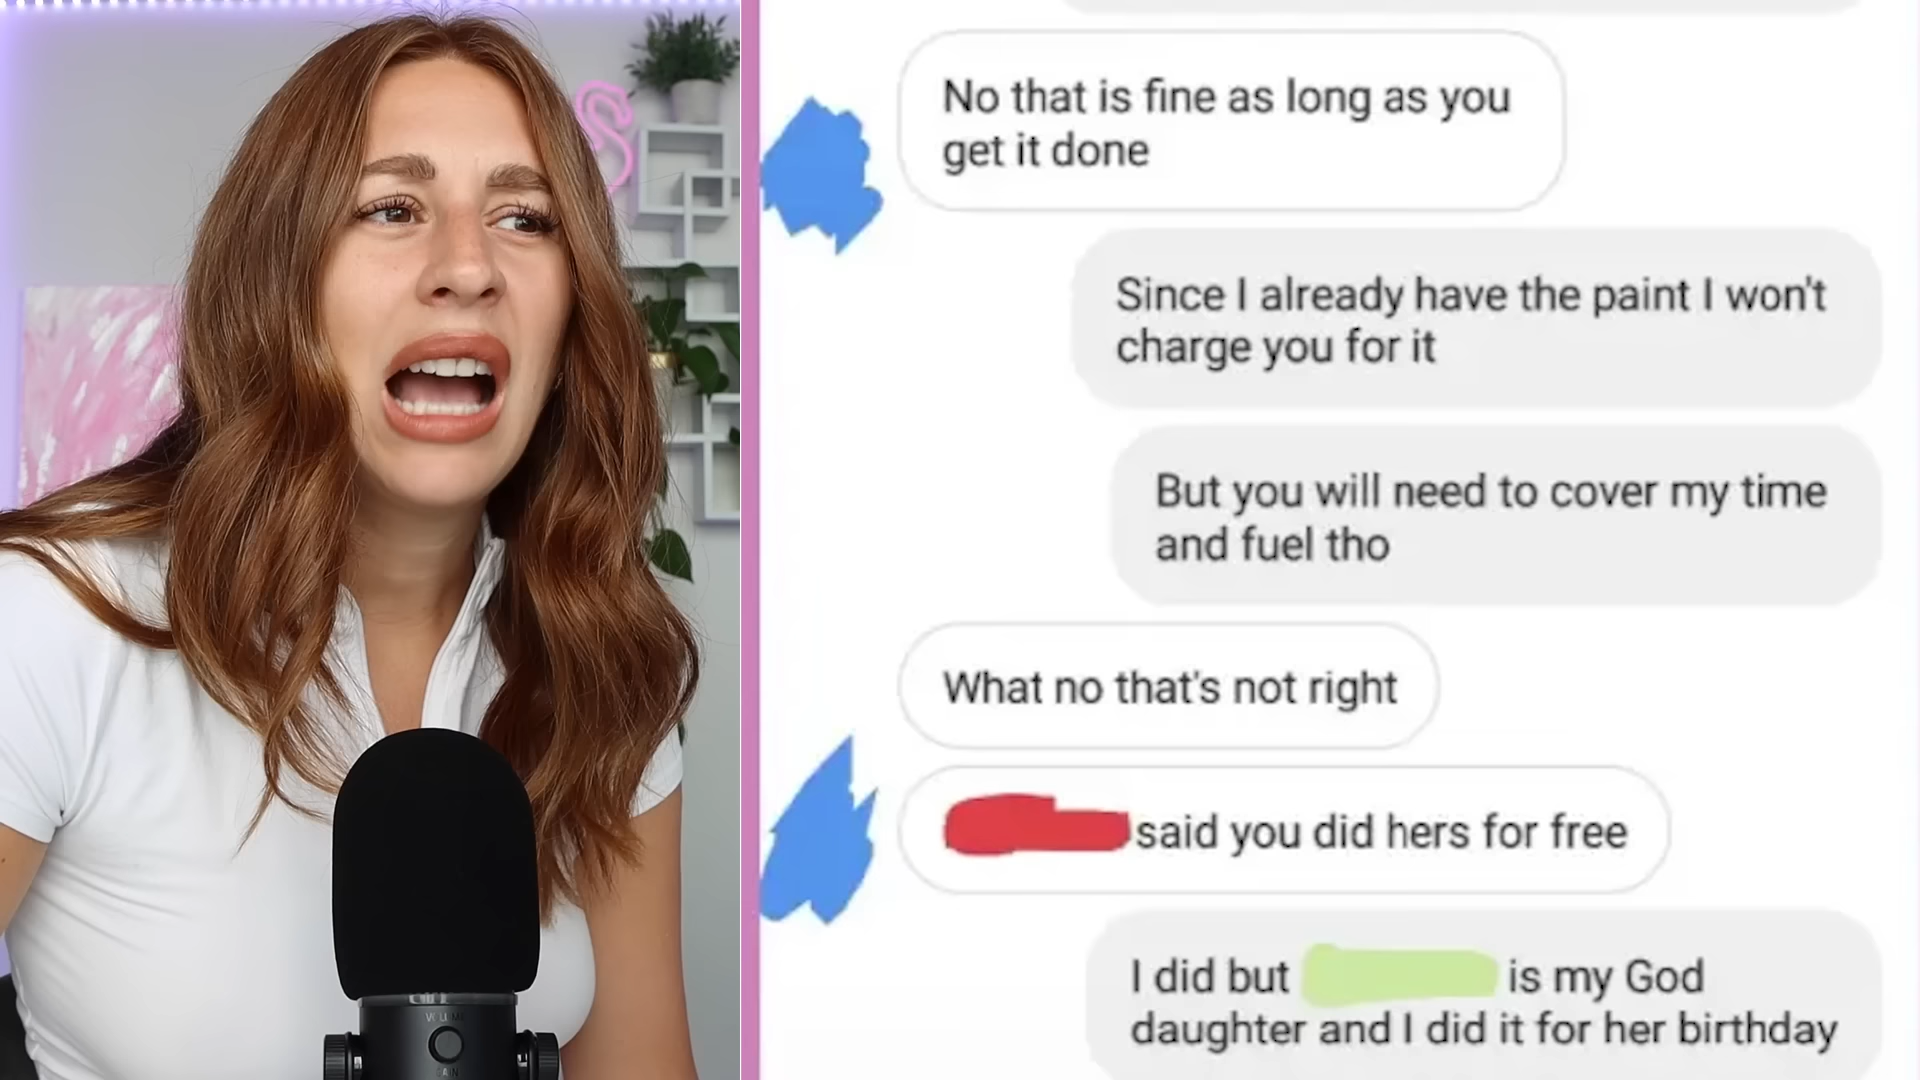 No that is fine as long as you
get it done
Since I already have the paint I won't
charge you for it
But you will need to cover my time
and fuel tho
What no that's not right
said you did hers for free
I did but is my God
daughter and I did it for her birthday
VOLUME
GAIN